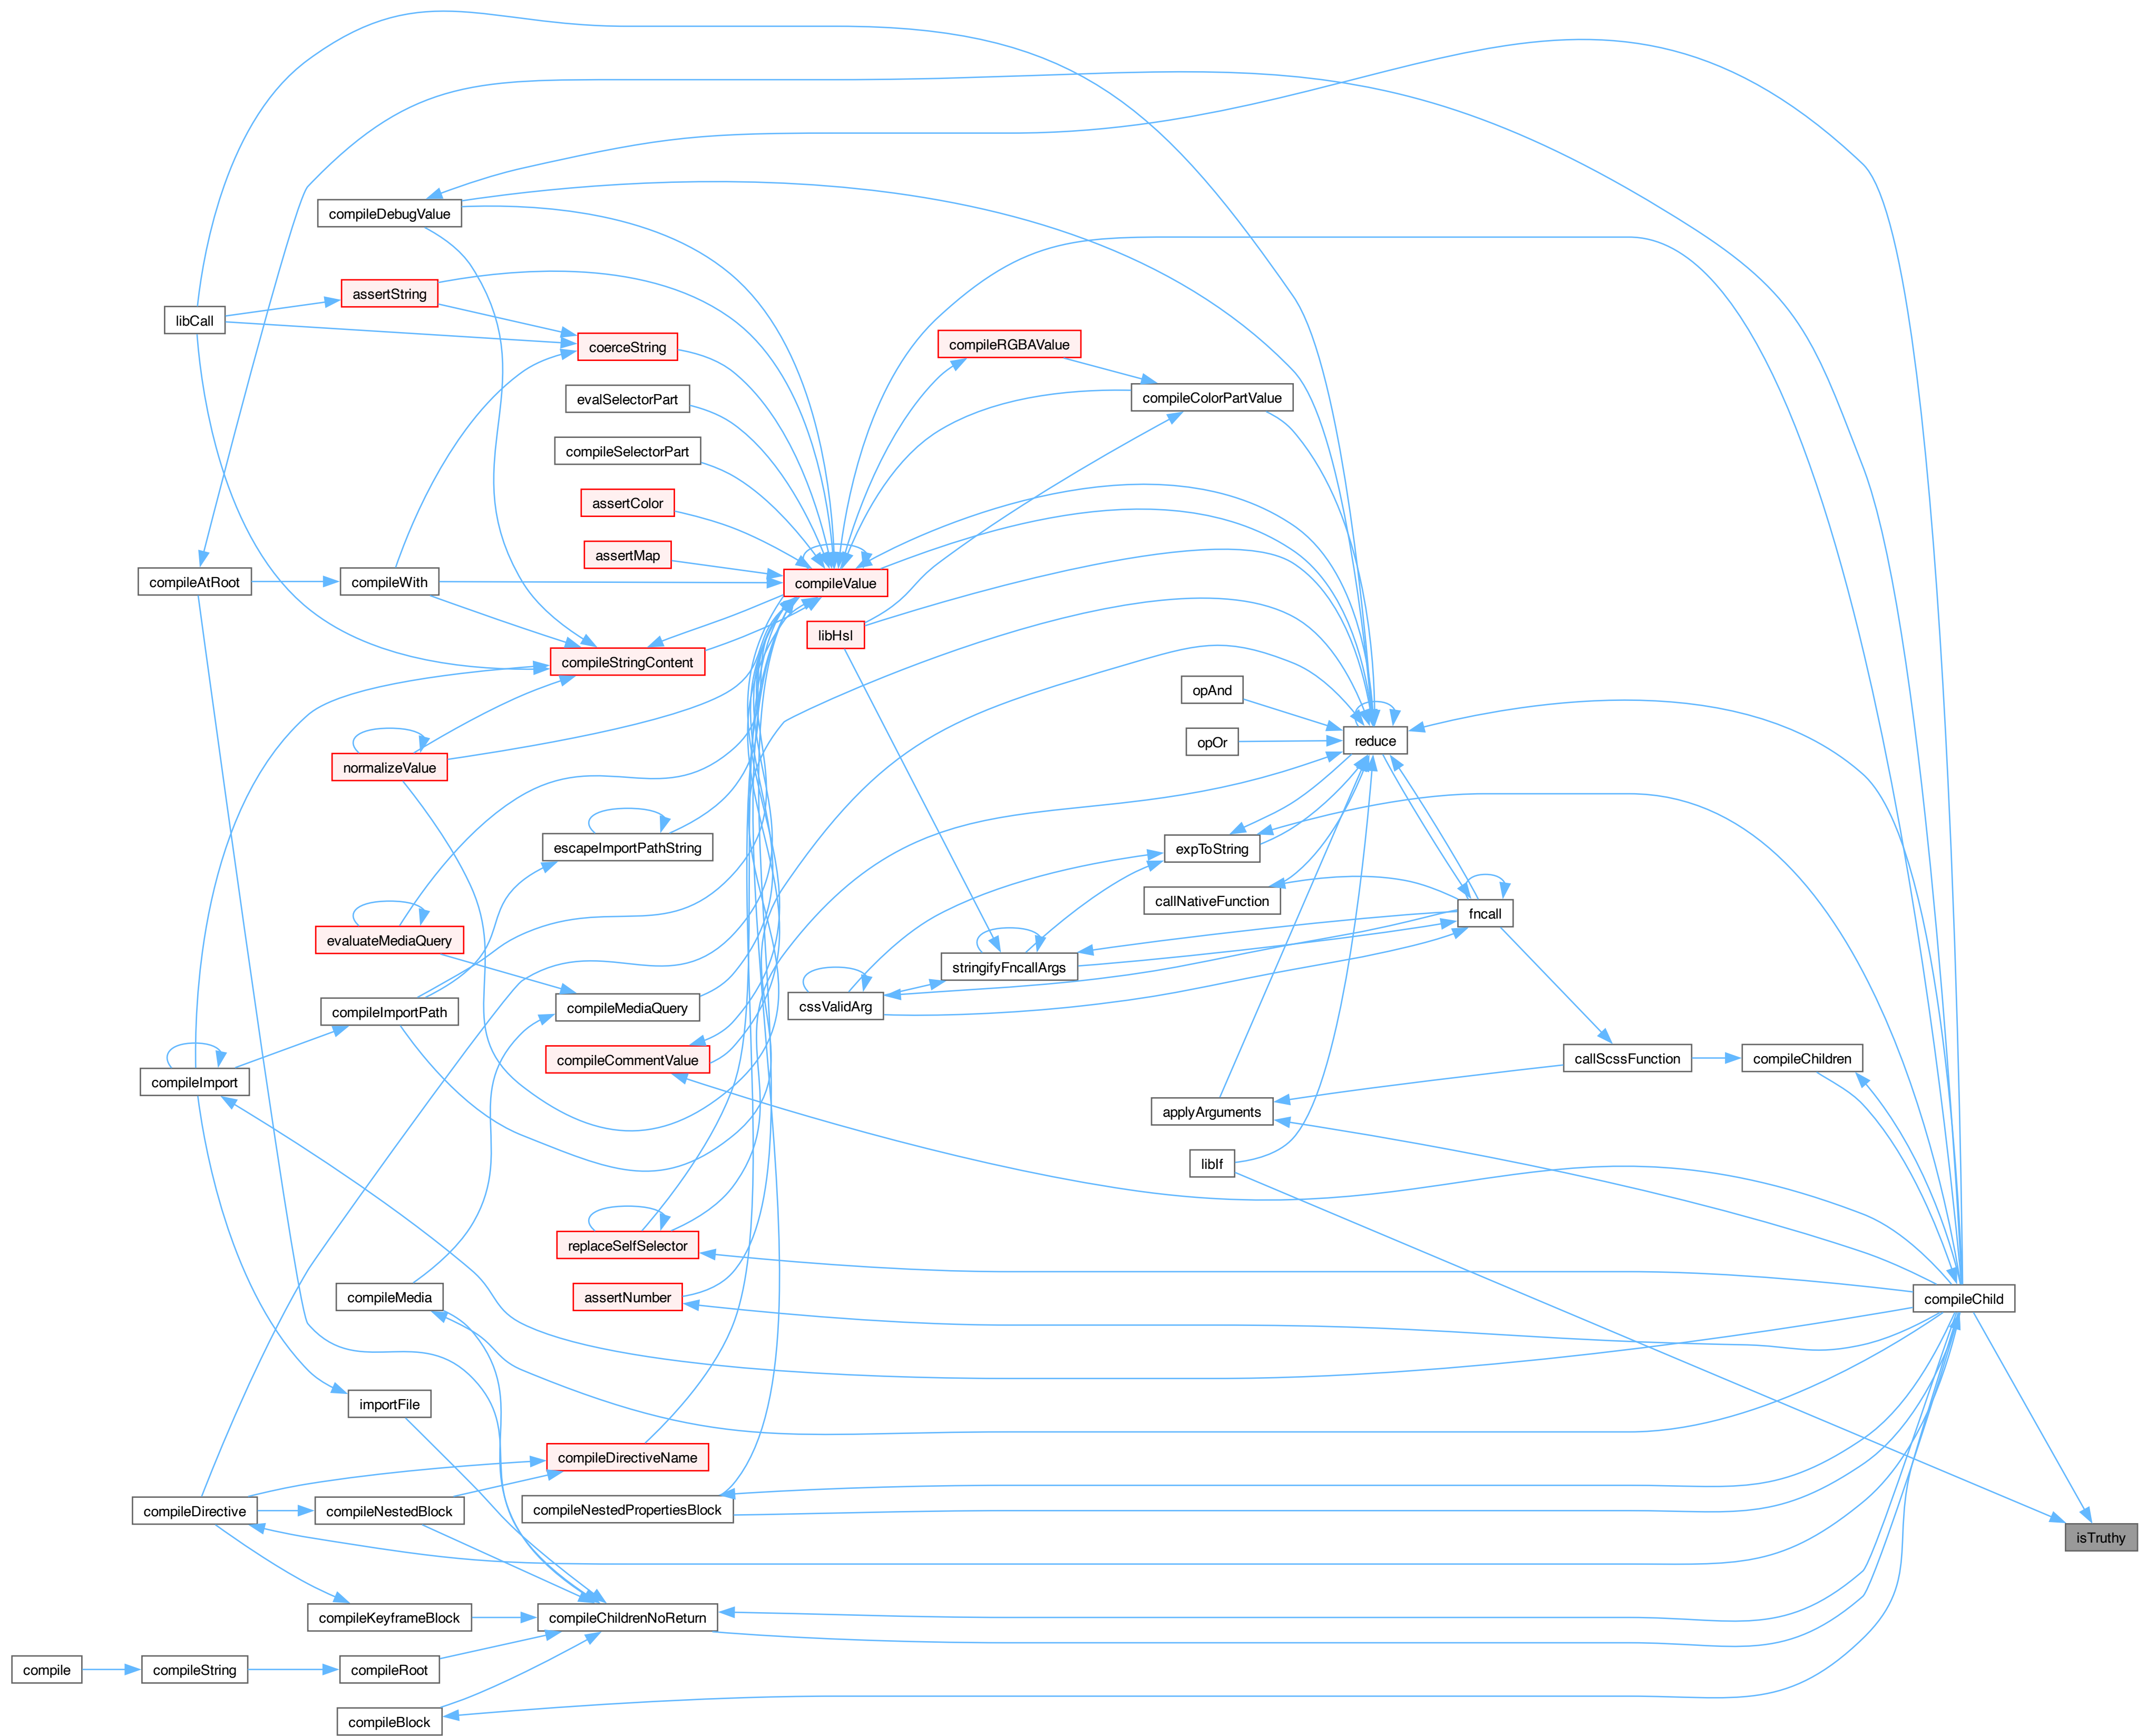 compileDebugValue
assertString
libCall
coerceString
compileRGBAValue
evalSelectorPart
compileColorPartValue
compileSelectorPart
assertColor
assertMap
compileAtRoot
compileWith
compileValue
libHsl
compileStringContent
opAnd
opOr
reduce
normalizeValue
escapeImportPathString
expToString
callNativeFunction
fncall
evaluateMediaQuery
stringifyFncallArgs
cssValidArg
compileMediaQuery
compileImportPath
compileCommentValue
callScssFunction
compileChildren
compileImport
applyArguments
libIf
replaceSelfSelector
assertNumber
compileMedia
compileChild
importFile
compileDirectiveName
compileDirective
compileNestedBlock
compileNestedPropertiesBlock
isTruthy
compileKeyframeBlock
compileChildrenNoReturn
compile
compileString
compileRoot
compileBlock